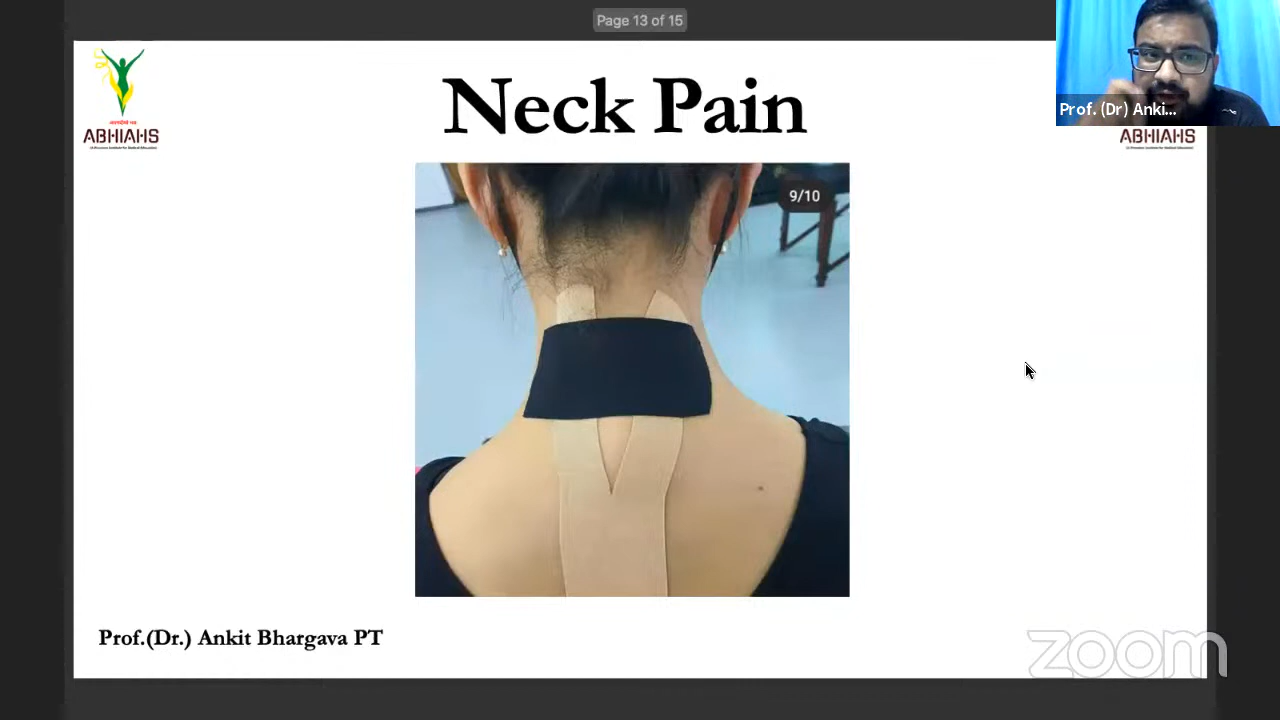 Page 13 of 15
Prof. (Dr) Anki...
ABHIAHS
ABHIAHS
Neck Pain
9/10
Prof.(Dr.) Ankit Bhargava PT
zoom